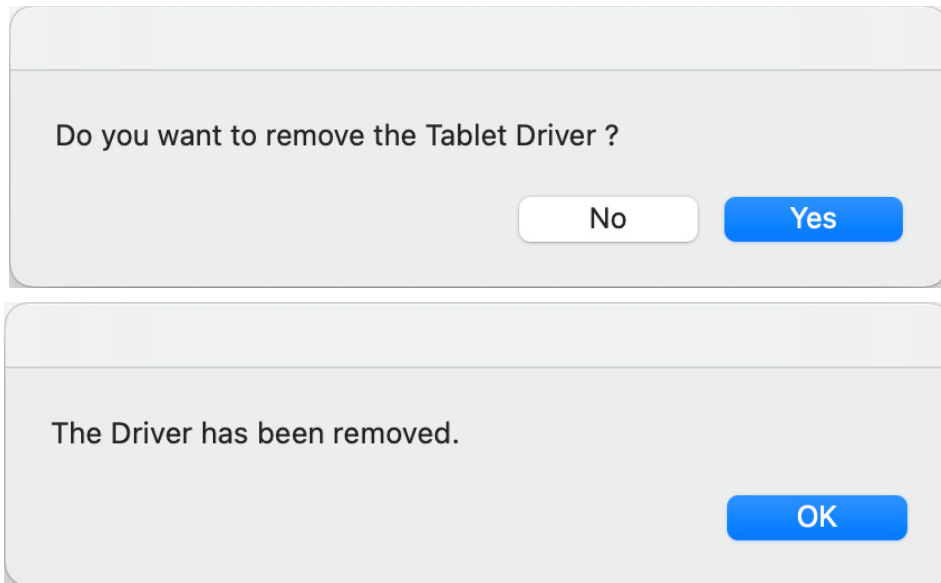 Do you want to remove the Tablet Driver ?
No
Yes
The Driver has been removed.
OK